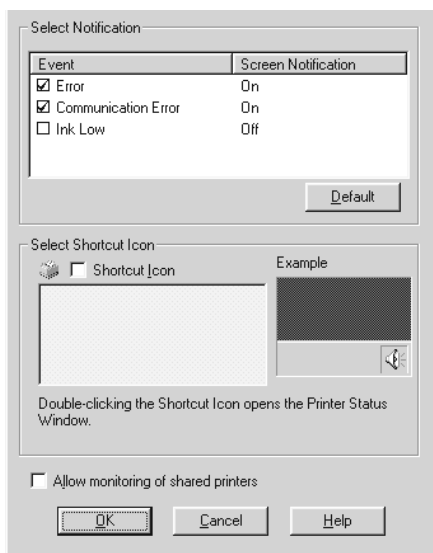 Select Notification
Event Screen Notification
Error On
Communication Error On
Ink Low Off
Default
Select Shortcut Icon
Shortcut Icon
Example
Double-clicking the Shortcut Icon opens the Printer Status
Window.
Allow monitoring of shared printers
OK Cancel Help